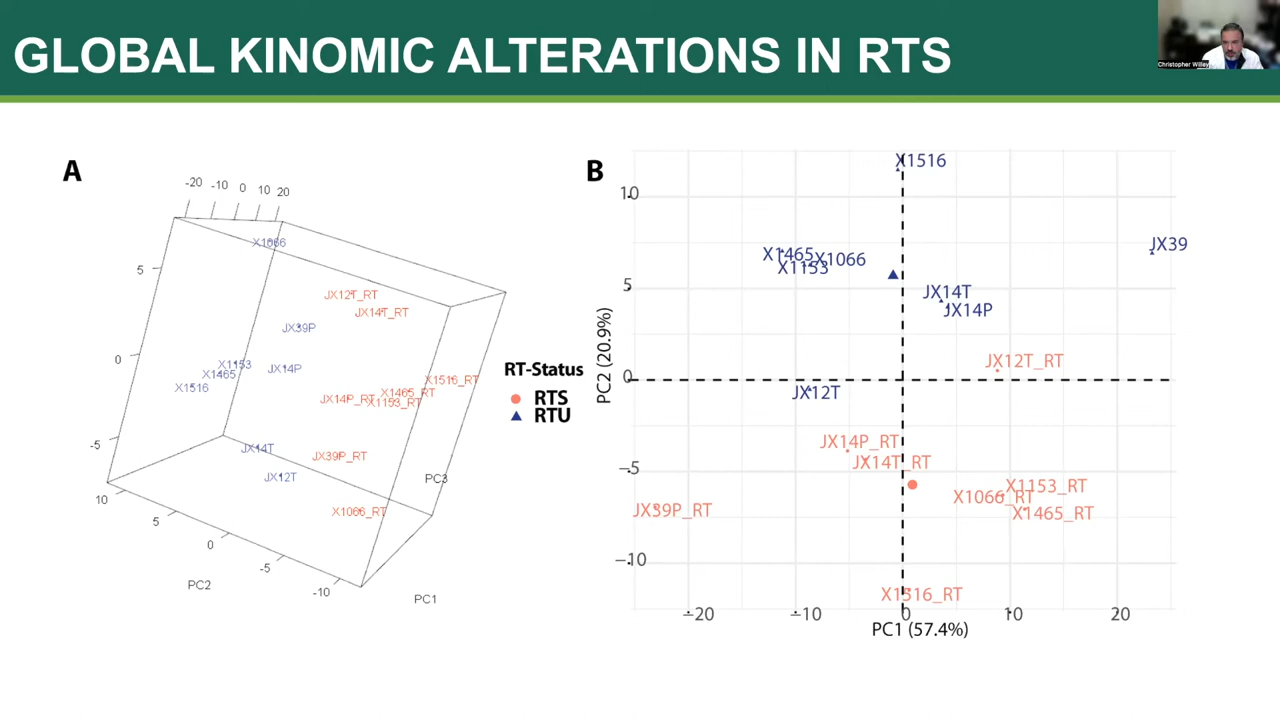 GLOBAL KINOMIC ALTERATIONS IN RTS
Christopher Willey
A
-20 -10 0 10 20
5
0
-5
10
5
0
-5
-10
PC2
PC1
PC3
X1066
JX12T_RT
JX14T_RT
JX39P
X1153
X1465
X1516
JX14P
X1516_RT
X1465_RT
JX14P_RT
X1153_RT
JX14T
JX39P_RT
JX12T
X1066_RT
RT-Status
RTS
RTU
B
10
5
0
-5
-10
PC2 (20.9%)
X1516
JX39
X1465
X1066
X1153
JX14T
JX14P
JX12T_RT
JX12T
JX14P_RT
JX14T_RT
X1153_RT
X1066_RT
JX39P_RT
X1465_RT
X1516_RT
-20 -10 0 10 20
PC1 (57.4%)